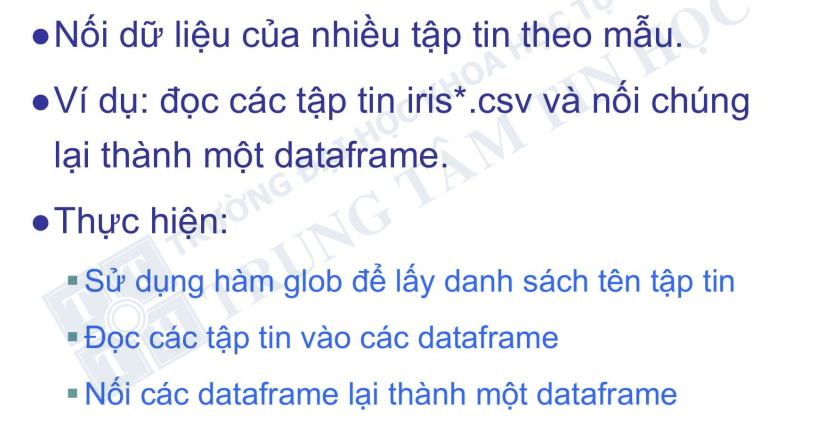 ●Nối dữ liệu của nhiều tập tin theo mẫu.
●Ví dụ: đọc các tập tin iris*.csv và nối chúng
lại thành một dataframe.
●Thực hiện:
▪Sử dụng hàm glob để lấy danh sách tên tập tin
▪Đọc các tập tin vào các dataframe
▪Nối các dataframe lại thành một dataframe
TRƯỜNG ĐẠI HỌC KHOA HỌC TỰ
TRUNG TÂM TIN HỌC
T T
T H